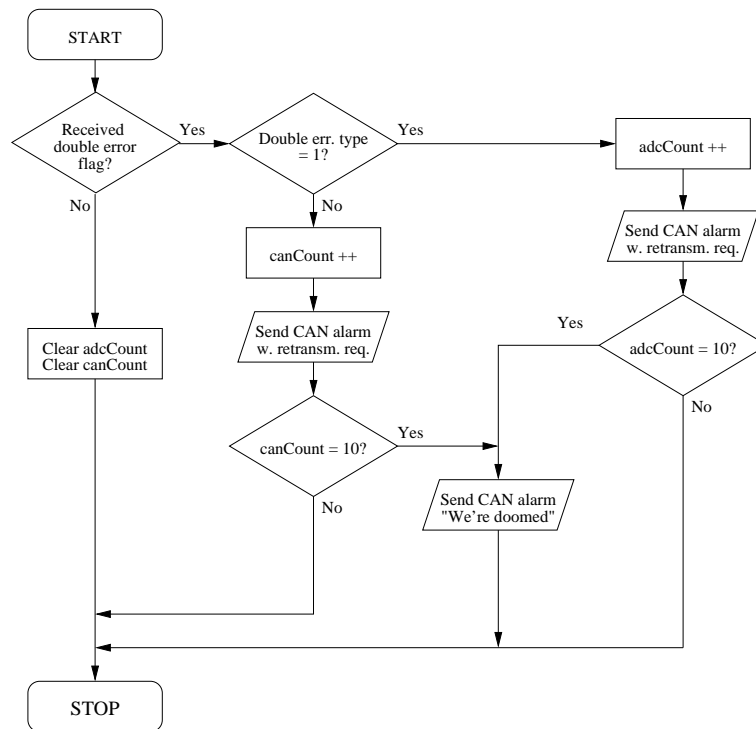 START
Received
double error
flag?
Yes
No
Double err. type
= 1?
Yes
No
adcCount ++
Send CAN alarm
w. retransm. req.
canCount ++
Send CAN alarm
w. retransm. req.
Clear adcCount
Clear canCount
adcCount = 10?
Yes
No
canCount = 10?
Yes
No
Send CAN alarm
"We're doomed"
STOP